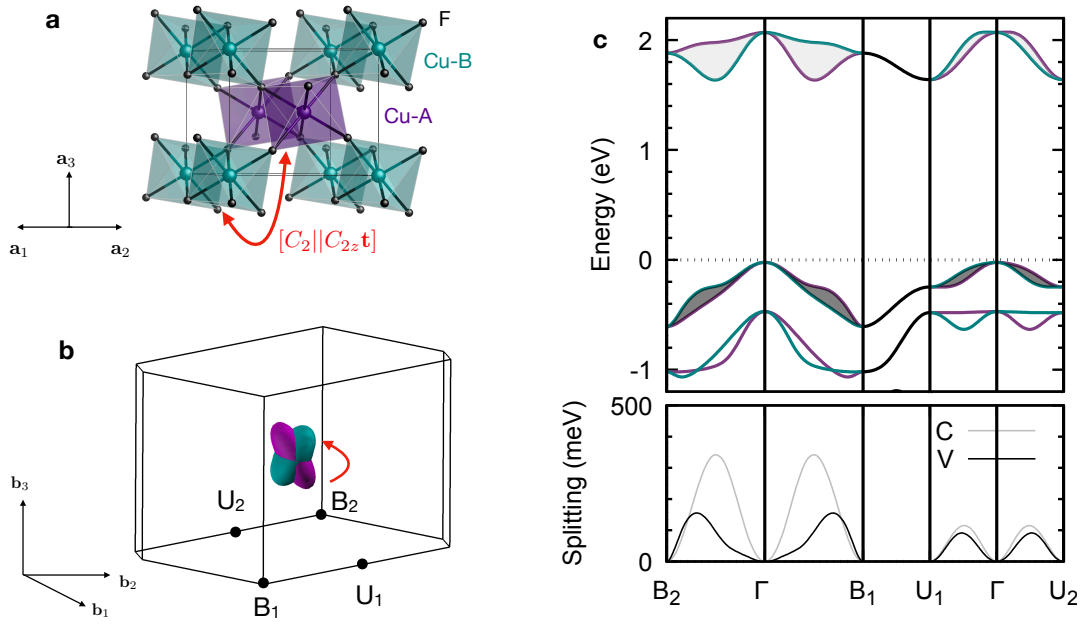 a
F
Cu-B
Cu-A
a₃
a₁
a₂
[C₂||C₂zt]
b
b₃
b₂
b₁
U₂
B₂
U₁
B₁
c
Energy (eV)
2
1
0
-1
Splitting (meV)
500
0
C
V
B₂
Γ
B₁
U₁
Γ
U₂